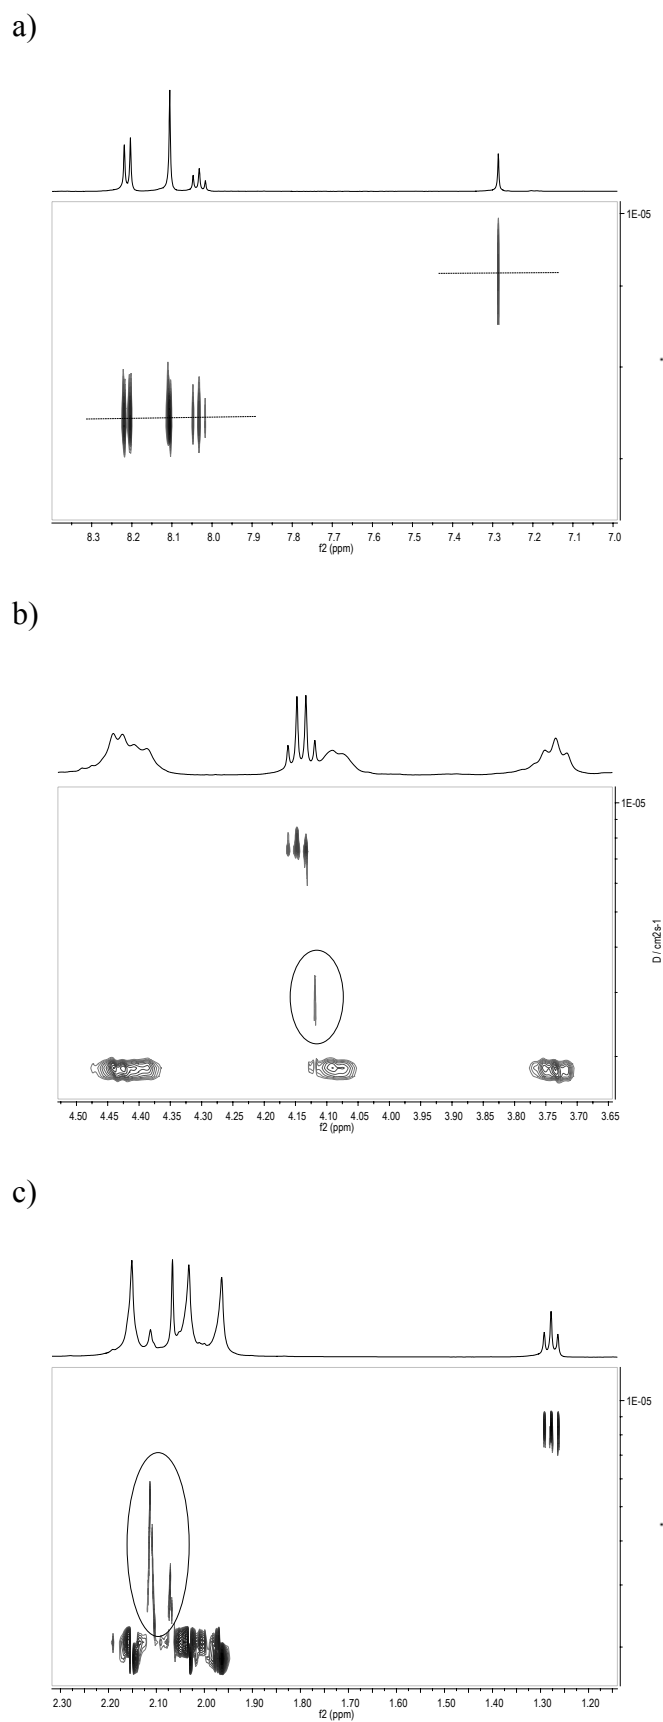 a)
1E-05
*
8.3 8.2 8.1 8.0 7.9 7.8 7.7 7.6 7.5 7.4 7.3 7.2 7.1 7.0
f2 (ppm)
b)
1E-05
D / cm2s-1
4.50 4.45 4.40 4.35 4.30 4.25 4.20 4.15 4.10 4.05 4.00 3.95 3.90 3.85 3.80 3.75 3.70 3.65
f2 (ppm)
c)
1E-05
*
2.30 2.20 2.10 2.00 1.90 1.80 1.70 1.60 1.50 1.40 1.30 1.20
f2 (ppm)